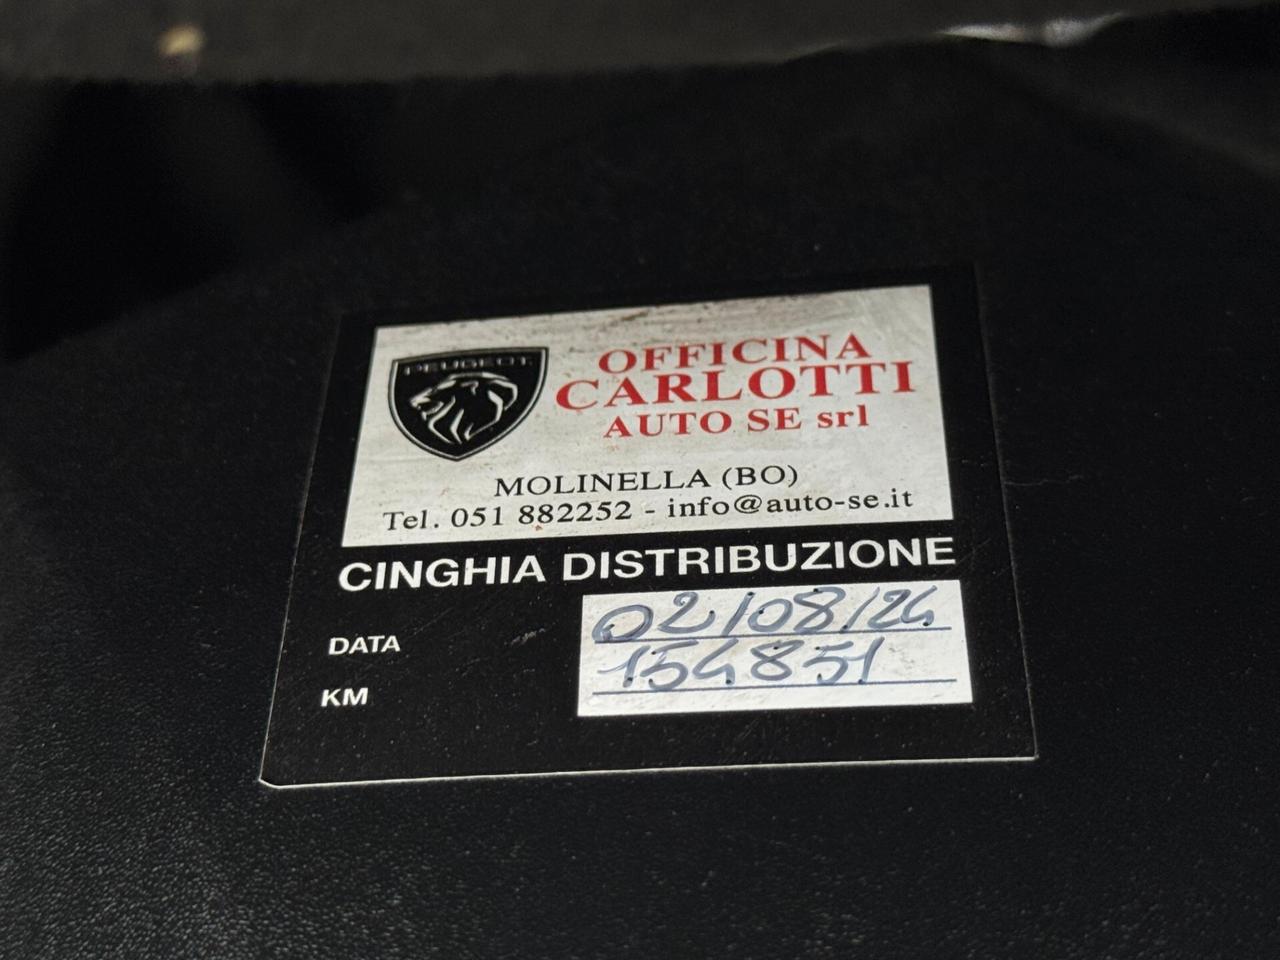 PEUGEOT
OFFICINA
CARLOTTI
AUTO SE srl
MOLINELLA (BO)
Tel. 051 882252 - info@auto-se.it
CINGHIA DISTRIBUZIONE
DATA 02/08/24
KM 154851